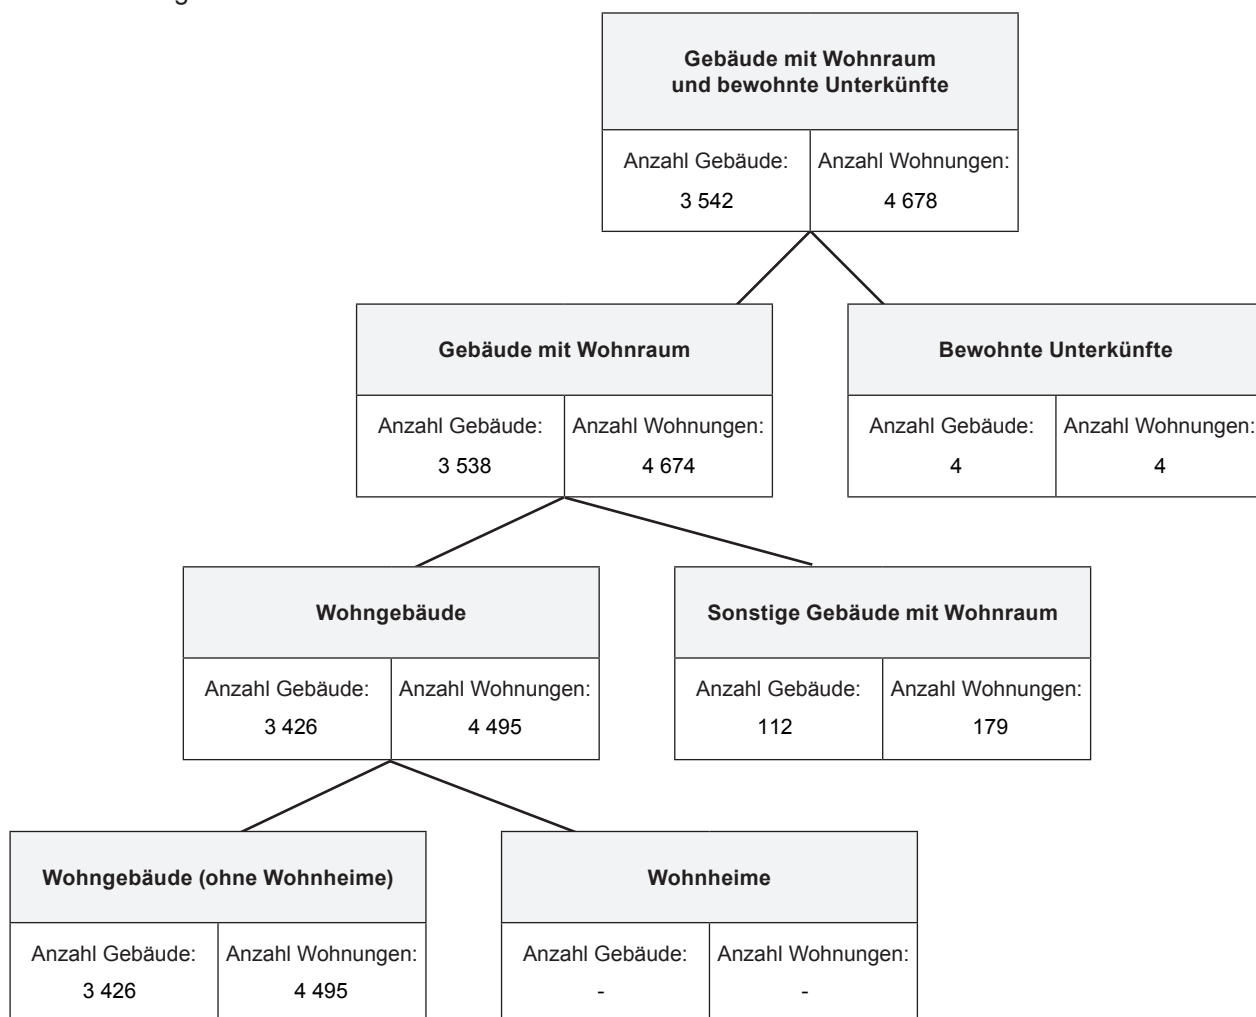 Gebäude mit Wohnraum
und bewohnte Unterkünfte
Anzahl Gebäude:
Anzahl Wohnungen:
3 542
4 678
Gebäude mit Wohnraum
Bewohnte Unterkünfte
Anzahl Gebäude:
Anzahl Wohnungen:
Anzahl Gebäude:
Anzahl Wohnungen:
3 538
4 674
4
4
Wohngebäude
Sonstige Gebäude mit Wohnraum
Anzahl Gebäude:
Anzahl Wohnungen:
Anzahl Gebäude:
Anzahl Wohnungen:
3 426
4 495
112
179
Wohngebäude (ohne Wohnheime)
Wohnheime
Anzahl Gebäude:
Anzahl Wohnungen:
Anzahl Gebäude:
Anzahl Wohnungen:
3 426
4 495
-
-